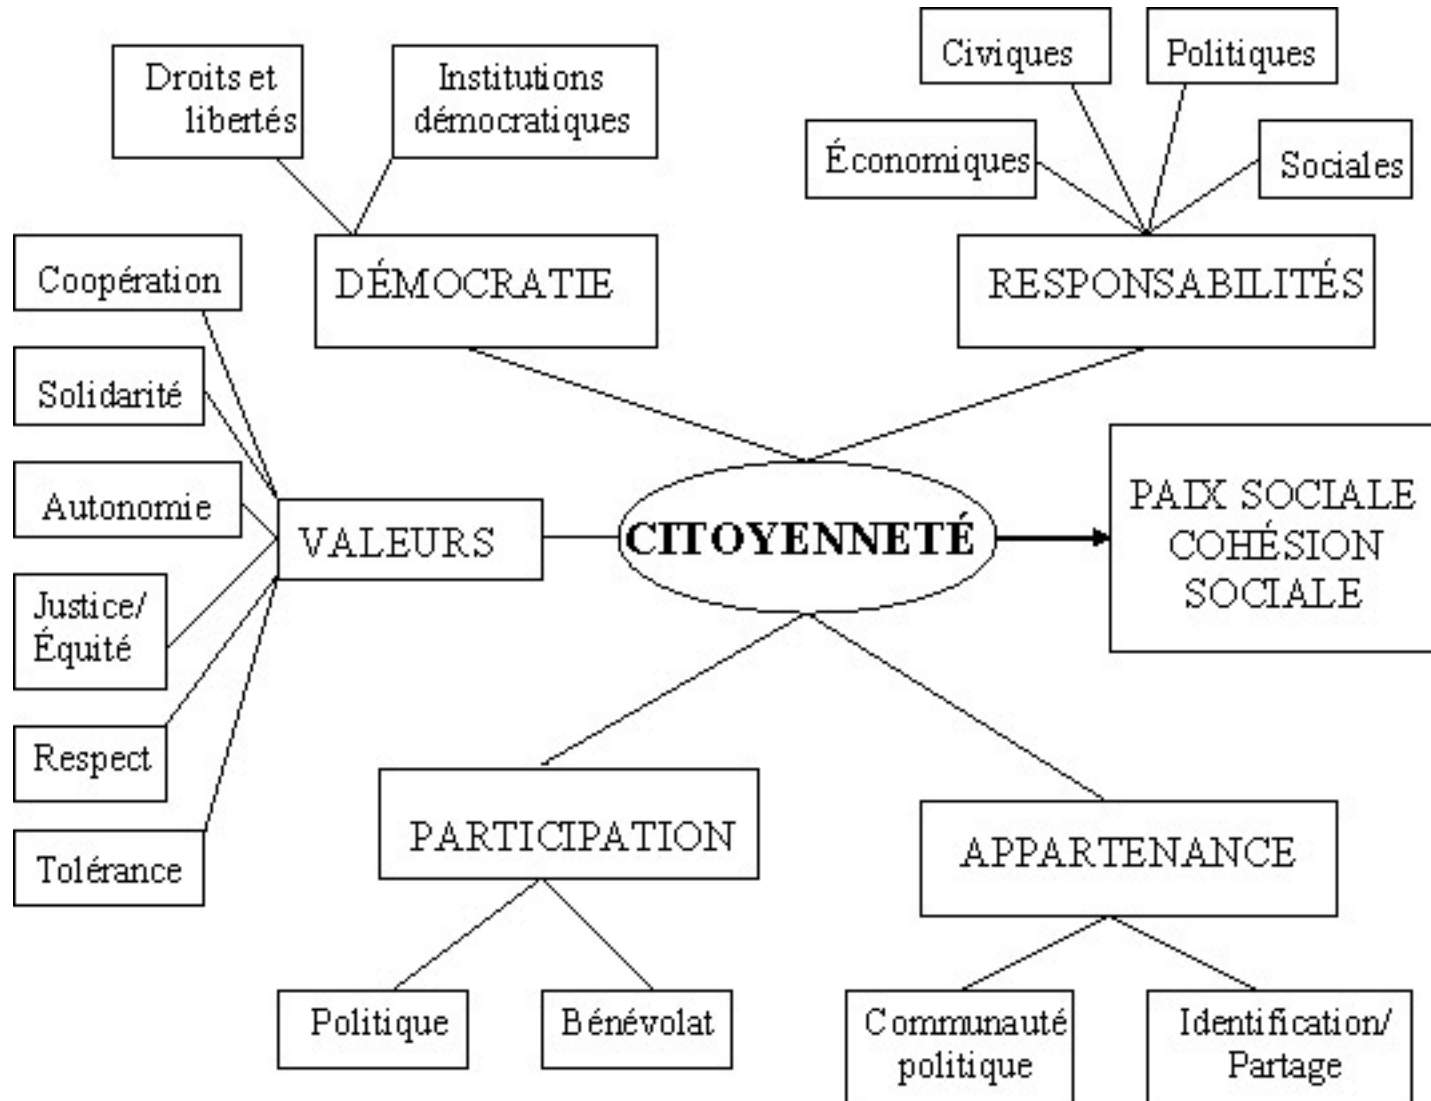 Civiques
Politiques
Droits et
libertés
Institutions
démocratiques
Économiques
Sociales
Coopération
DÉMOCRATIE
RESPONSABILITÉS
Solidarité
Autonomie
VALEURS
CITOYENNETÉ
PAIX SOCIALE
COHÉSION
SOCIALE
Justice/
Équité
Respect
Tolérance
PARTICIPATION
APPARTENANCE
Politique
Bénévolat
Communauté
politique
Identification/
Partage